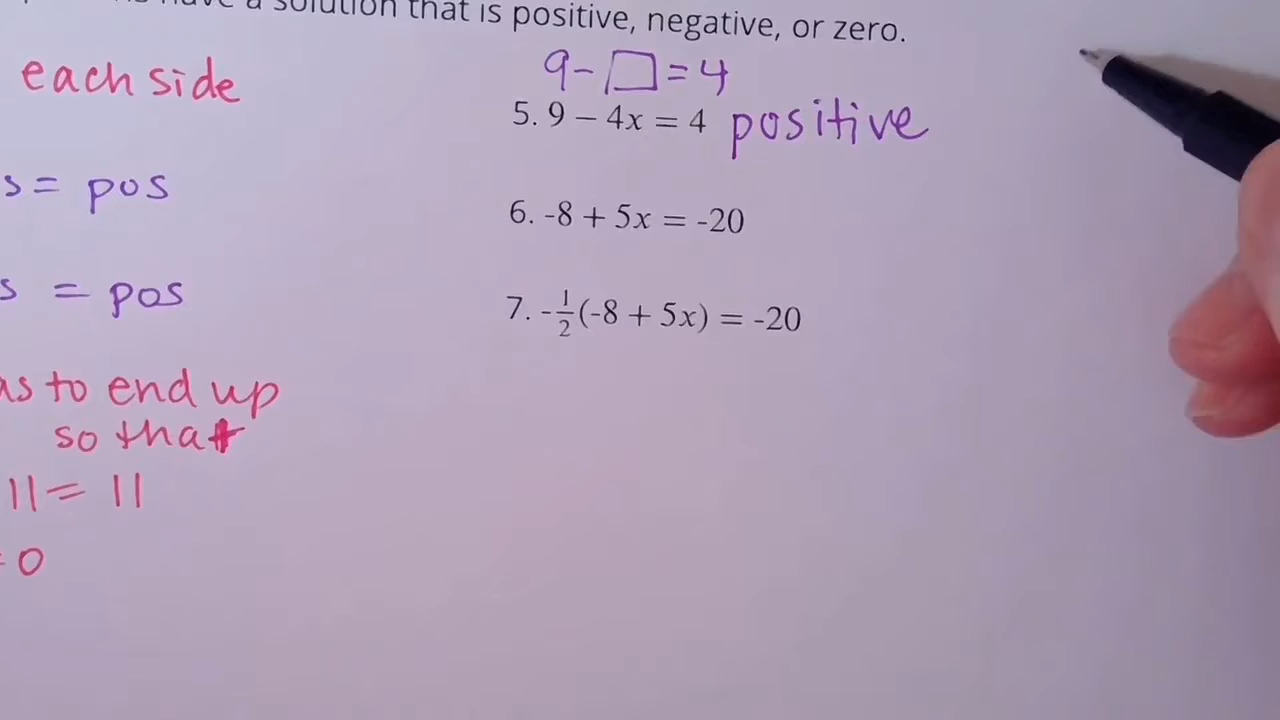 have a solution that is positive, negative, or zero.
each side
s = pos
s = pos
to end up
so that
11 = 11
= 0
9 - □ = 4
5. 9 − 4x = 4 positive
6. -8 + 5x = -20
7. -½(-8 + 5x) = -20